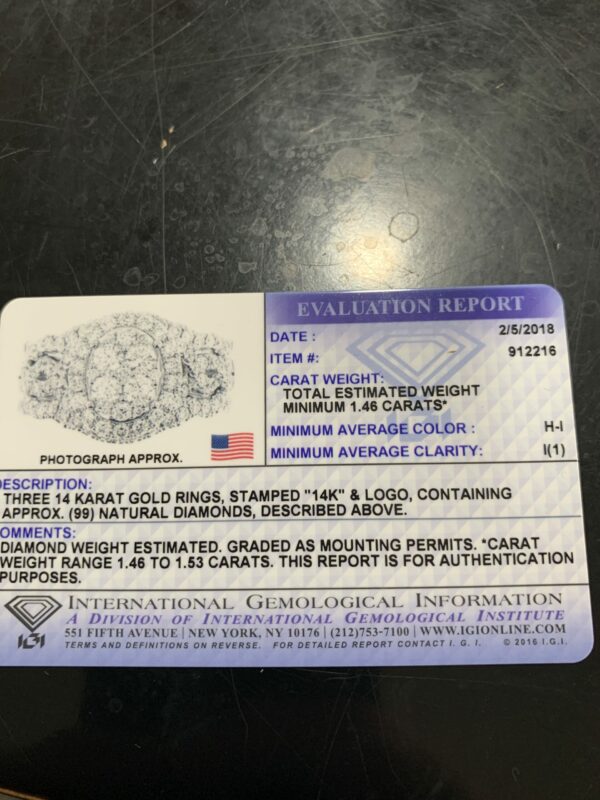 EVALUATION REPORT
DATE : 2/5/2018
ITEM #: 912216
CARAT WEIGHT:
TOTAL ESTIMATED WEIGHT
MINIMUM 1.46 CARATS*
MINIMUM AVERAGE COLOR : H-I
MINIMUM AVERAGE CLARITY: I(1)
PHOTOGRAPH APPROX.
DESCRIPTION:
THREE 14 KARAT GOLD RINGS, STAMPED "14K" & LOGO, CONTAINING
APPROX. (99) NATURAL DIAMONDS, DESCRIBED ABOVE.
OMMENTS:
DIAMOND WEIGHT ESTIMATED. GRADED AS MOUNTING PERMITS. *CARAT
WEIGHT RANGE 1.46 TO 1.53 CARATS. THIS REPORT IS FOR AUTHENTICATION
PURPOSES.
INTERNATIONAL GEMOLOGICAL INFORMATION
A DIVISION OF INTERNATIONAL GEMOLOGICAL INSTITUTE
IGI 551 FIFTH AVENUE | NEW YORK, NY 10176 | (212)753-7100 | WWW.IGIONLINE.COM
TERMS AND DEFINITIONS ON REVERSE. FOR DETAILED REPORT CONTACT I. G. I. © 2016 I.G.I.